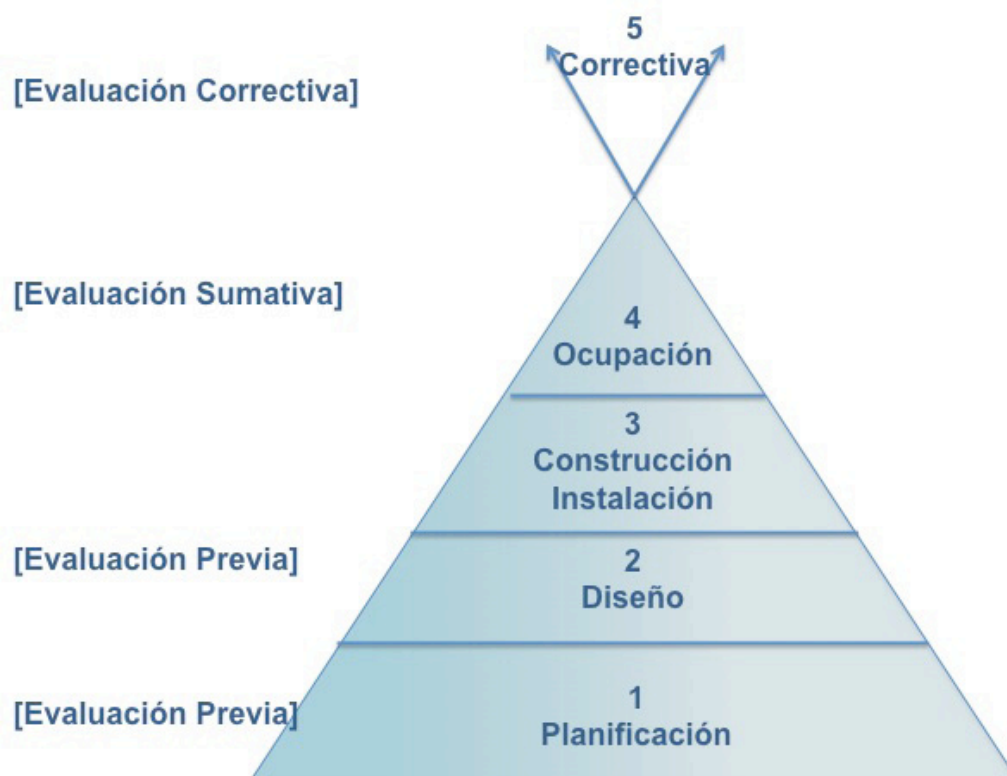 5
Correctiva
[Evaluación Correctiva]
[Evaluación Sumativa]
4
Ocupación
3
Construcción
Instalación
[Evaluación Previa]
2
Diseño
[Evaluación Previa]
1
Planificación